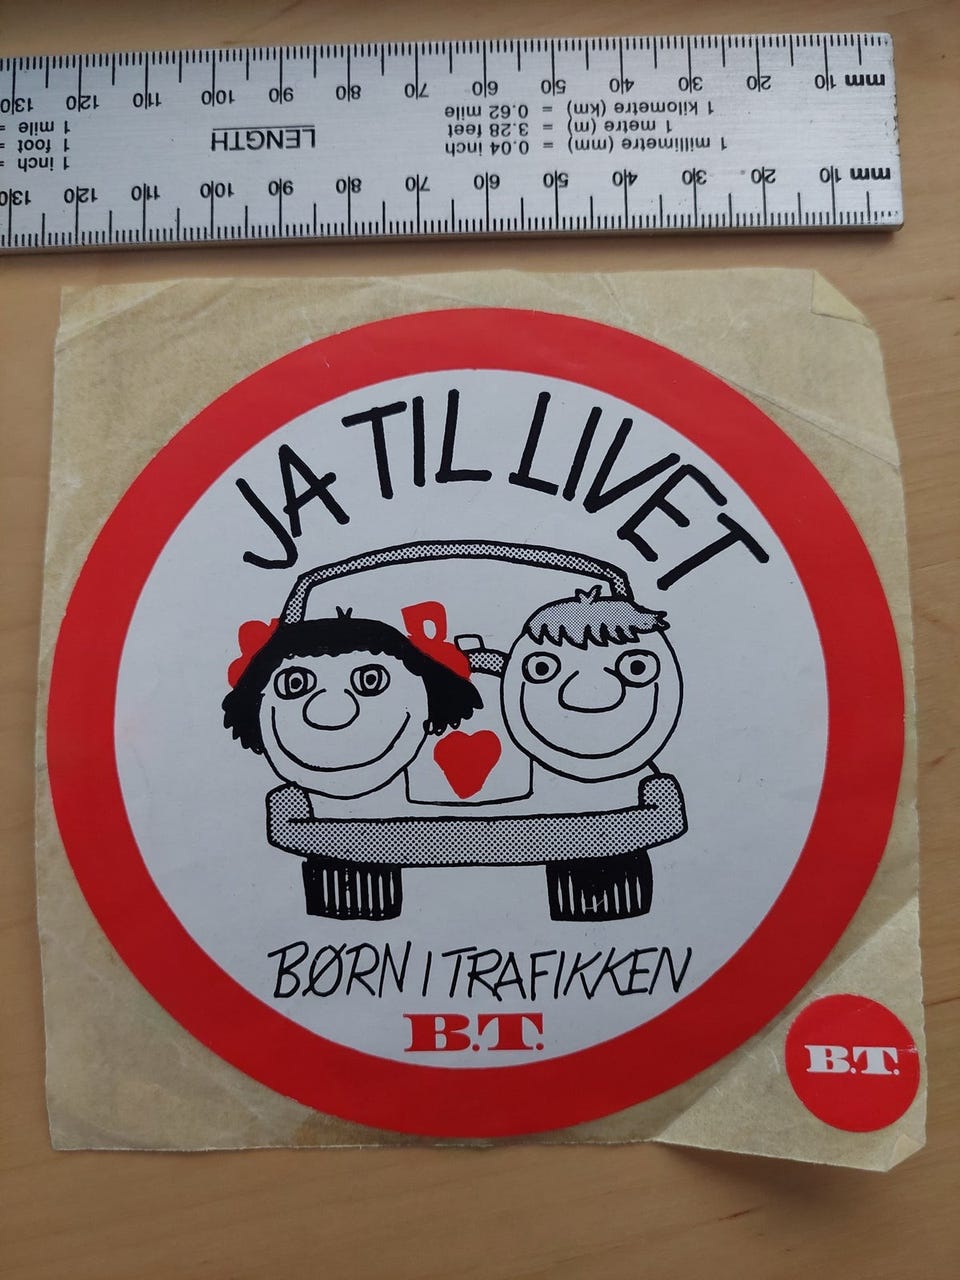 mm 10 20 30 40 50 60 70 80 90 100 110 120 130
1 millimetre (mm) = 0.04 inch
1 metre (m) = 3.28 feet
1 kilometre (km) = 0.62 mile
LENGTH
1 inch =
1 foot =
1 mile =
mm 10 20 30 40 50 60 70 80 90 100 110 120 130
JA TIL LIVET
BØRN I TRAFIKKEN
B.T.
B.T.